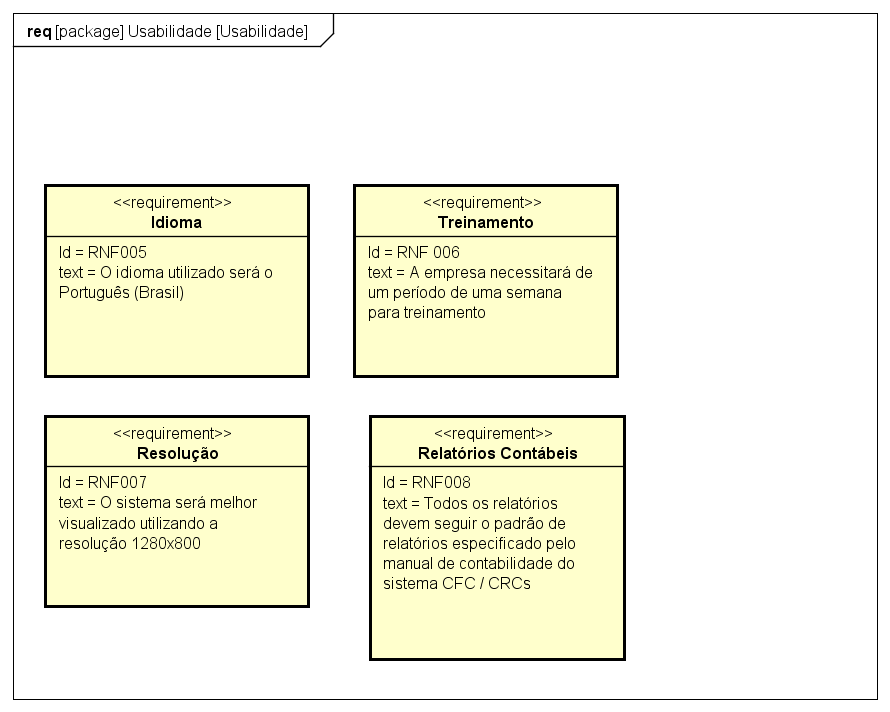 req [package] Usabilidade [Usabilidade]
<<requirement>>
Idioma
Id = RNF005
text = O idioma utilizado será o
Português (Brasil)
<<requirement>>
Treinamento
Id = RNF 006
text = A empresa necessitará de
um período de uma semana
para treinamento
<<requirement>>
Resolução
Id = RNF007
text = O sistema será melhor
visualizado utilizando a
resolução 1280x800
<<requirement>>
Relatórios Contábeis
Id = RNF008
text = Todos os relatórios
devem seguir o padrão de
relatórios especificado pelo
manual de contabilidade do
sistema CFC / CRCs